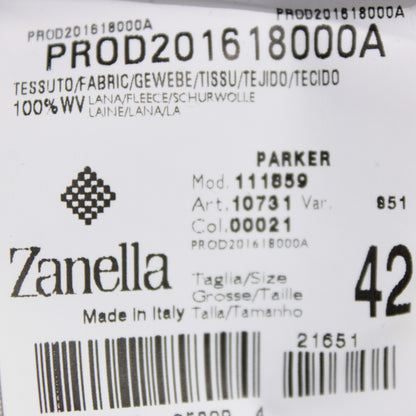 PROD201618000A
PROD201618000A
PROD201618000A
TESSUTO/FABRIC/GEWEBE/TISSU/TEJIDO/TECIDO
100% WV LANA/FLEECE/SCHURWOLLE
LAINE/LANA/LA
PARKER
Mod. 111859
Art. 10731 Var. 851
Col. 00021
PROD201618000A
Zanella
Taglia/Size
Grosse/Taille
Made in Italy Talla/Tamanho
42
21651